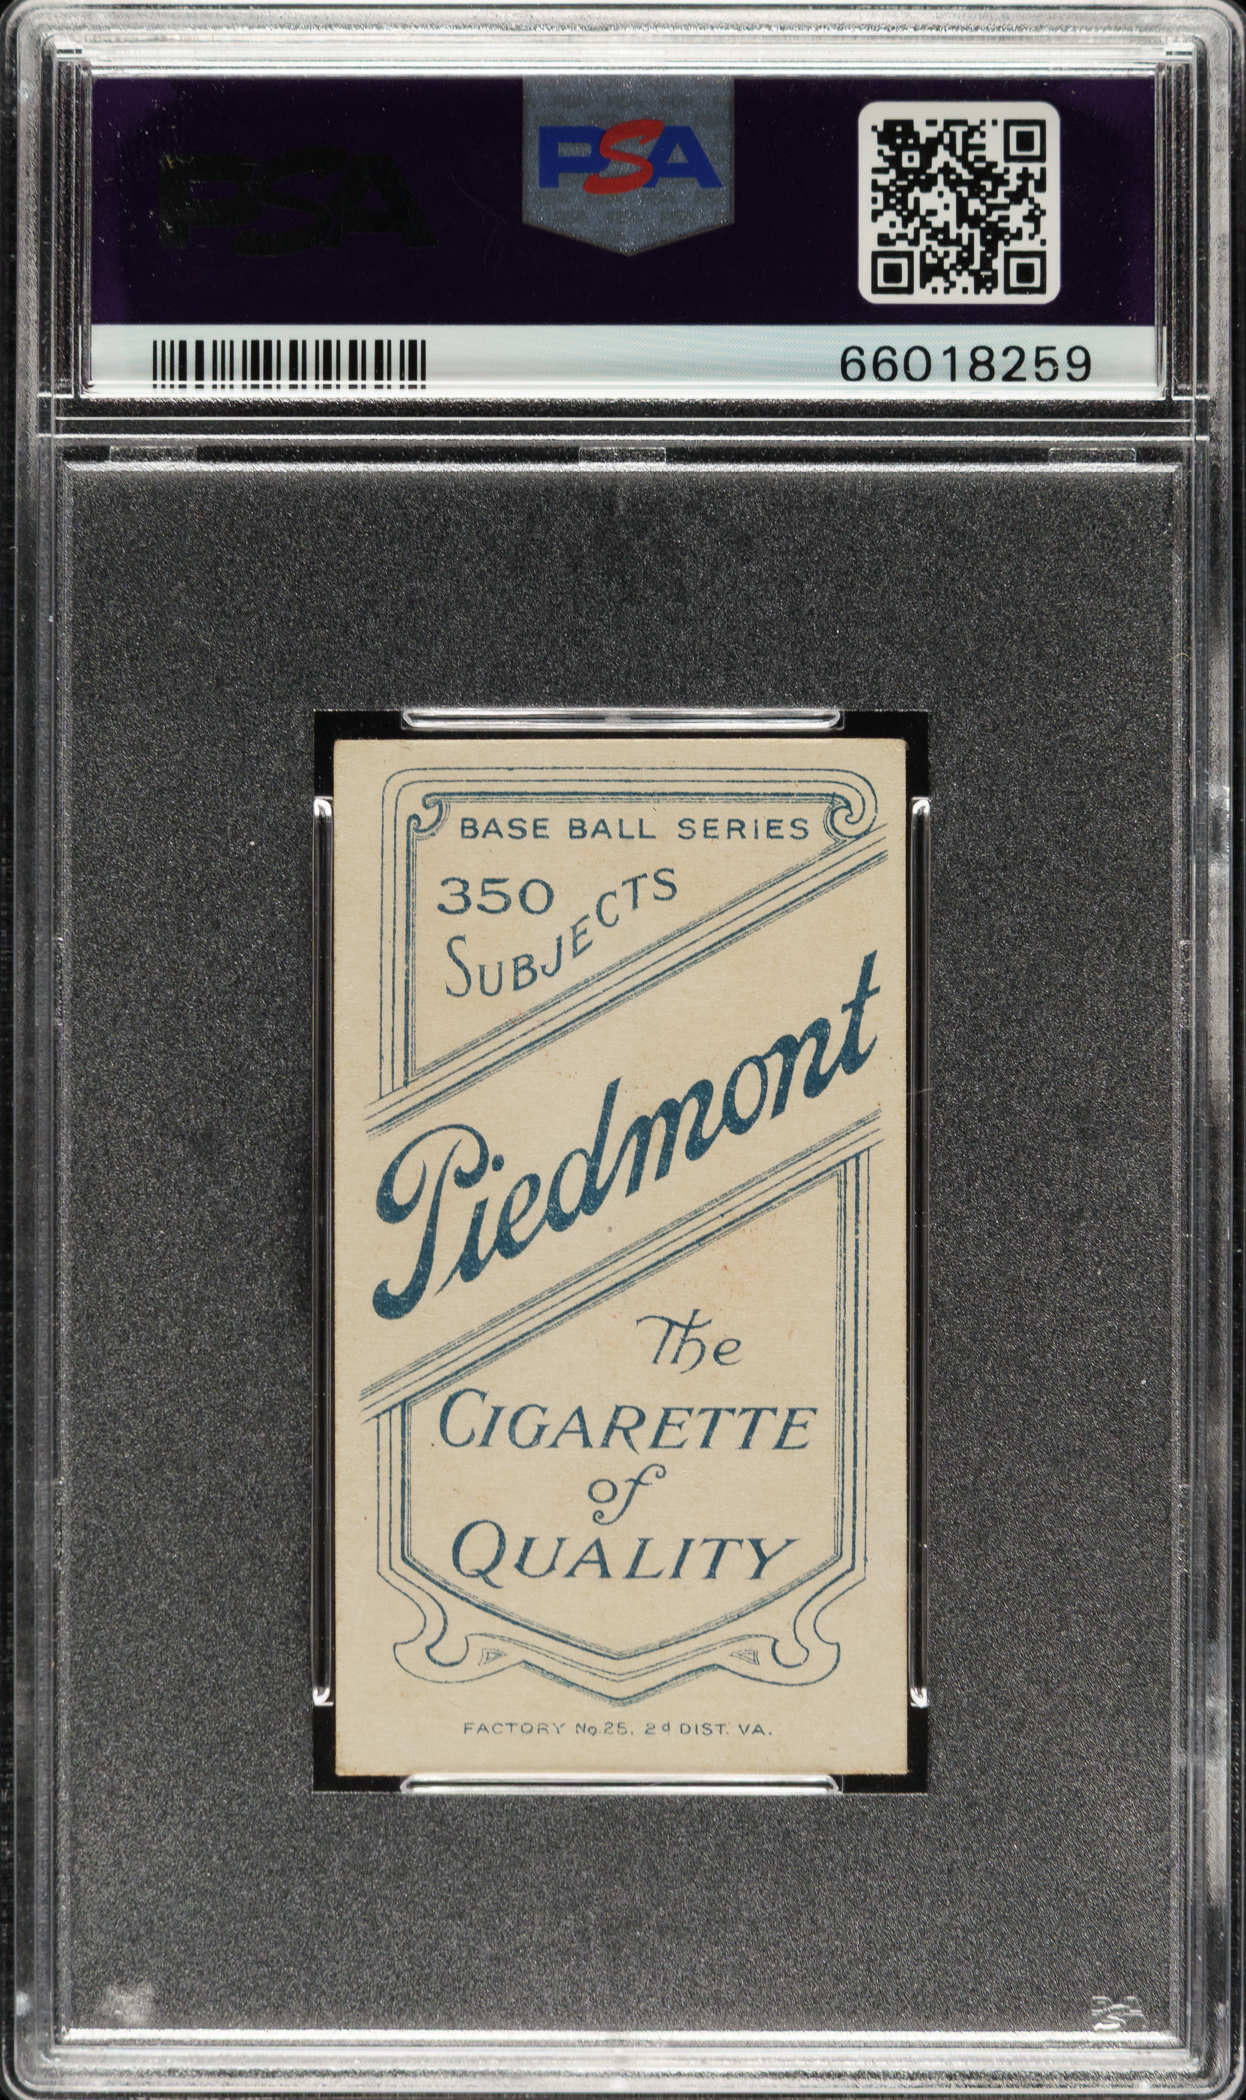 PSA
PSA
66018259
BASE BALL SERIES
350
SUBJECTS
Piedmont
The
CIGARETTE
of
QUALITY
FACTORY No. 25. 2d DIST. VA.
PSA